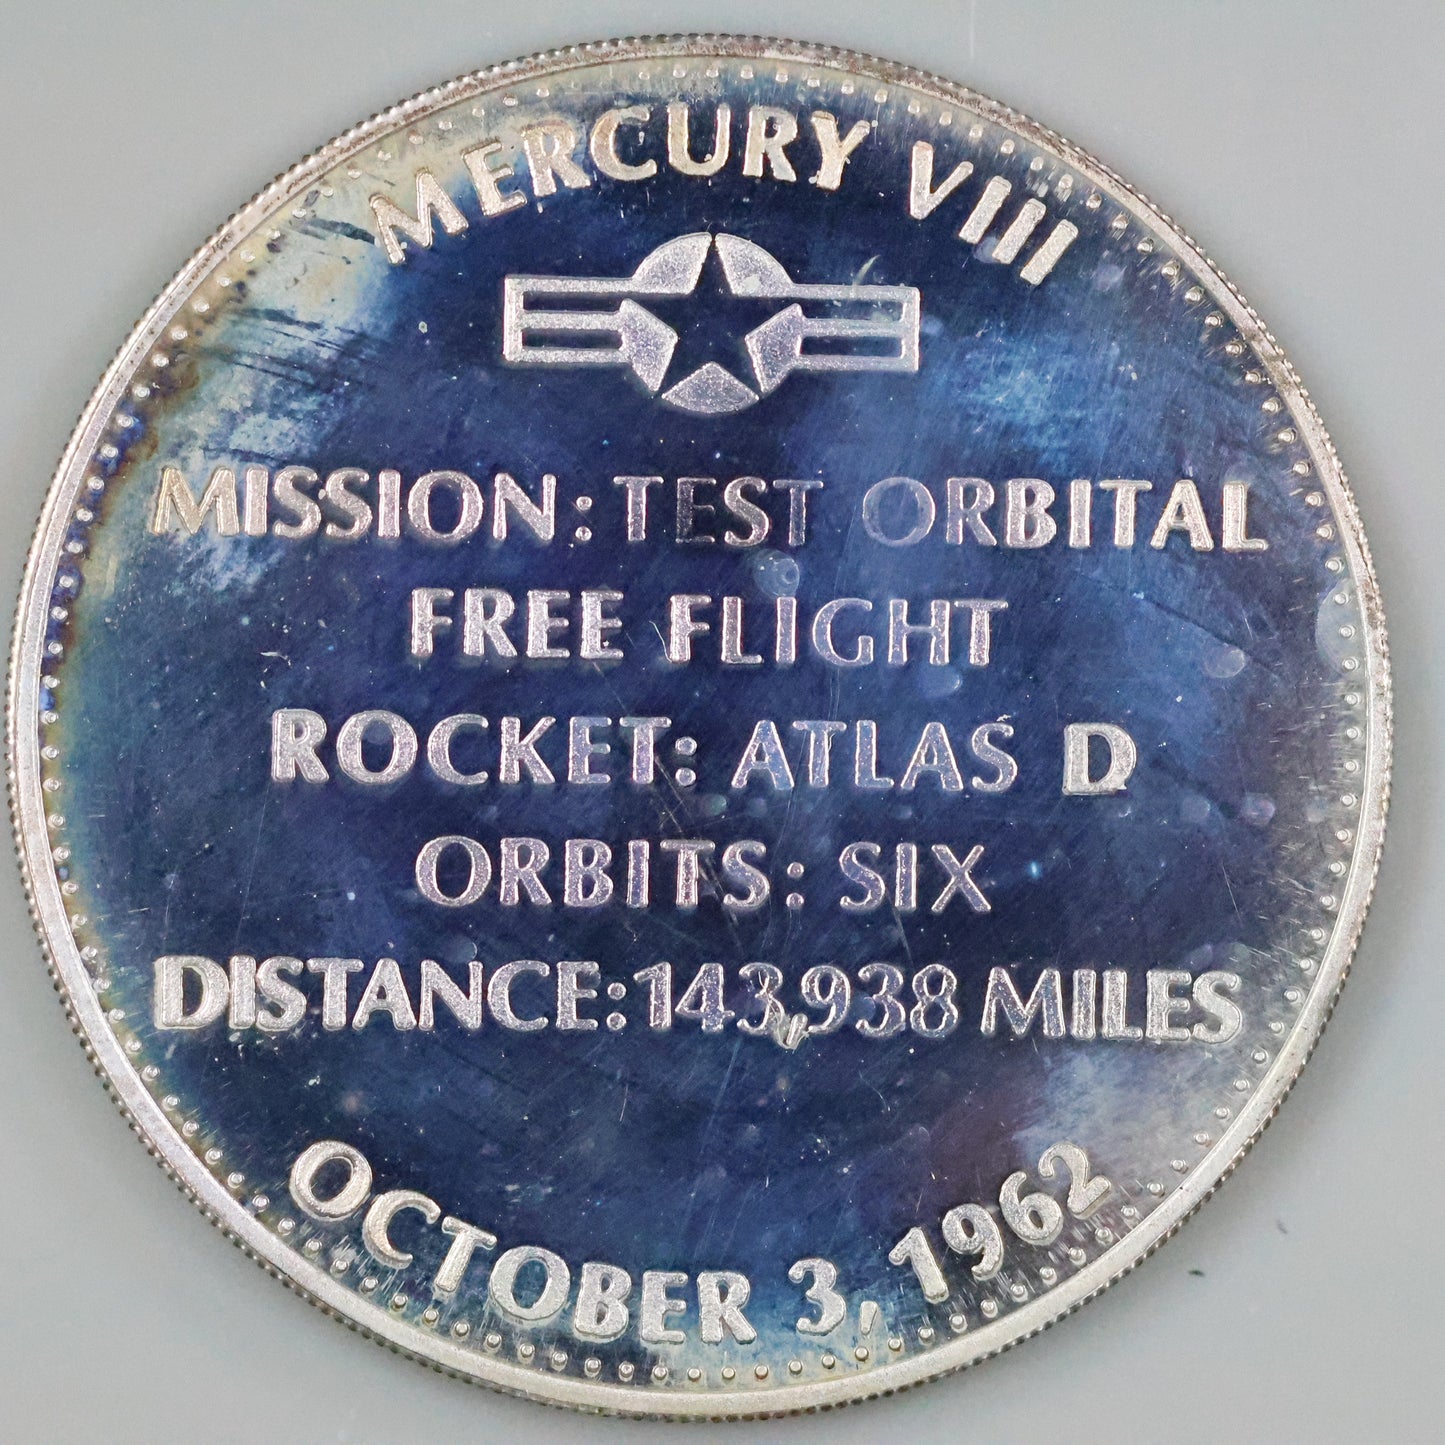 MERCURY VIII
MISSION: TEST ORBITAL
FREE FLIGHT
ROCKET: ATLAS D
ORBITS: SIX
DISTANCE: 143,938 MILES
OCTOBER 3, 1962